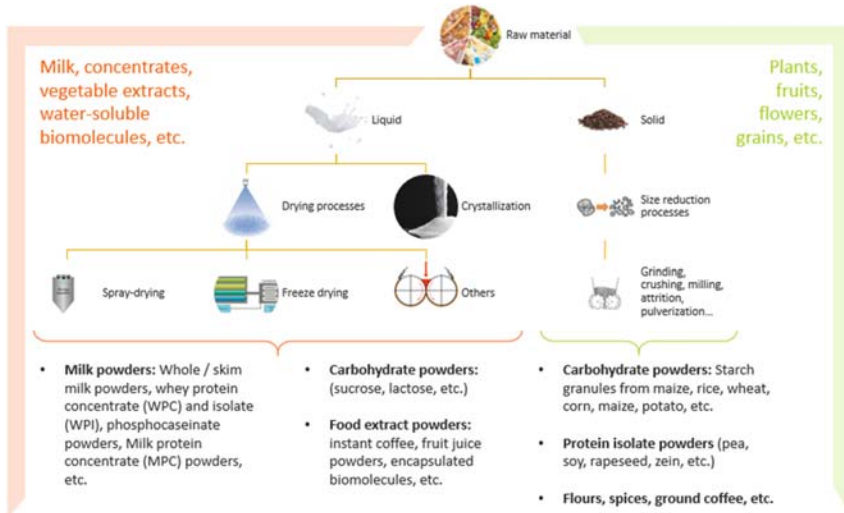 Raw material
Milk, concentrates,
vegetable extracts,
water-soluble
biomolecules, etc.
Plants,
fruits,
flowers,
grains, etc.
Liquid
Solid
Drying processes
Crystallization
Size reduction
processes
Spray-drying
Freeze drying
Others
Grinding,
crushing, milling,
attrition,
pulverization...
• Milk powders: Whole / skim
milk powders, whey protein
concentrate (WPC) and isolate
(WPI), phosphocaseinate
powders, Milk protein
concentrate (MPC) powders,
etc.
• Carbohydrate powders:
(sucrose, lactose, etc.)
• Food extract powders:
instant coffee, fruit juice
powders, encapsulated
biomolecules, etc.
• Carbohydrate powders: Starch
granules from maize, rice, wheat,
corn, maize, potato, etc.
• Protein isolate powders (pea,
soy, rapeseed, zein, etc.)
• Flours, spices, ground coffee, etc.